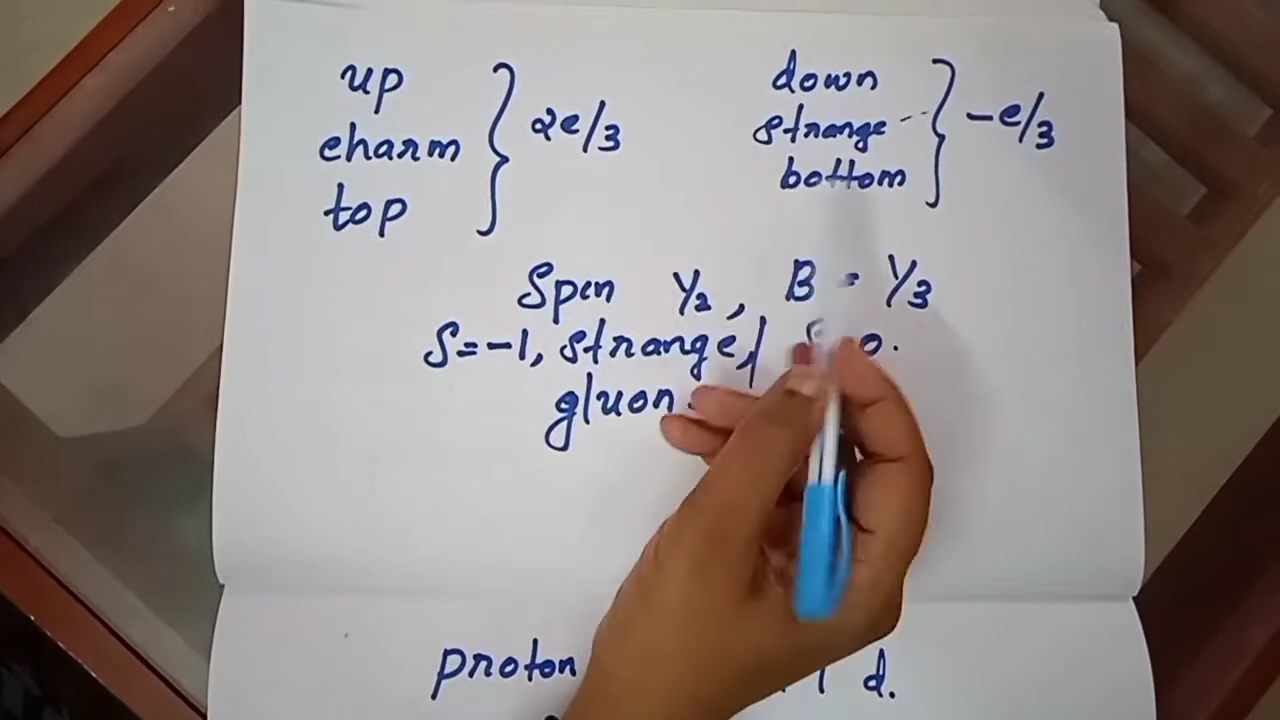 up
charm
top
2e/3
down
strange
bottom
-e/3
Spin 1/2, B = 1/3
S=-1, strange,
gluon.
proton d.